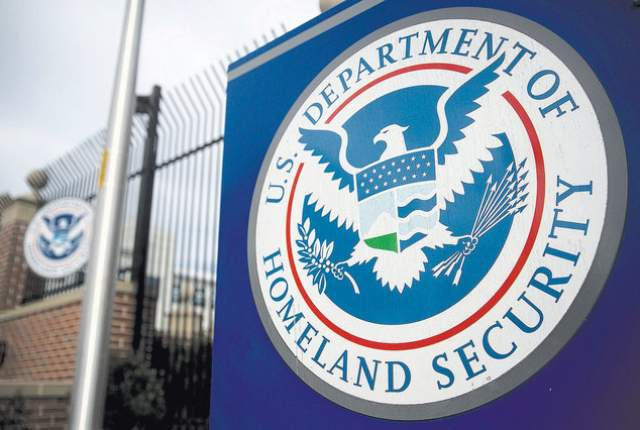 U.S. DEPARTMENT OF
HOMELAND SECURITY